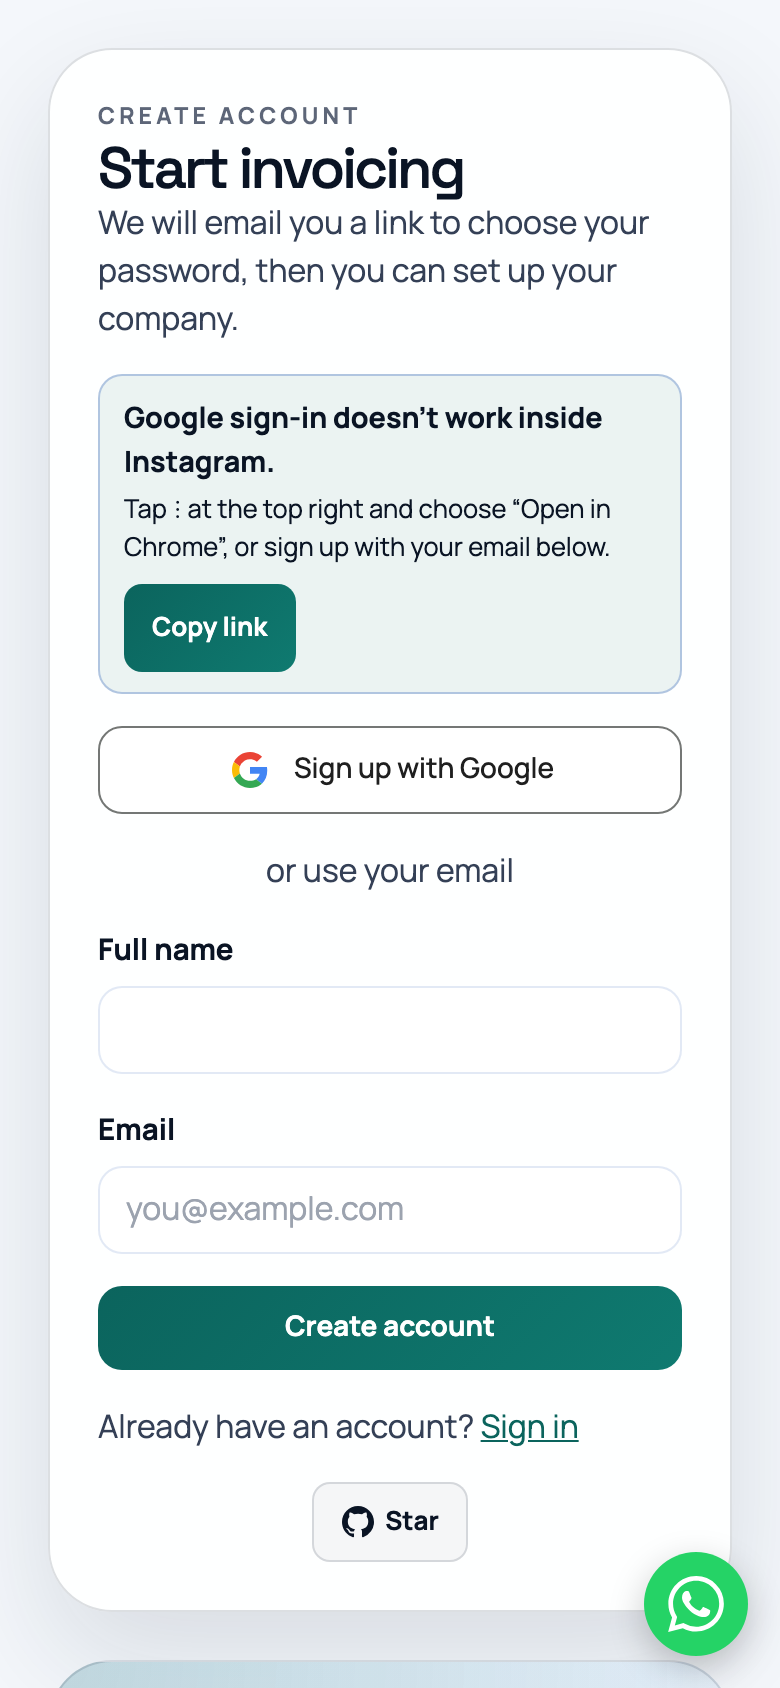 CREATE ACCOUNT
Start invoicing
We will email you a link to choose your
password, then you can set up your
company.
Google sign-in doesn’t work inside
Instagram.
Tap ⋮ at the top right and choose “Open in
Chrome”, or sign up with your email below.
Copy link
Sign up with Google
or use your email
Full name
Email
you@example.com
Create account
Already have an account? Sign in
Star